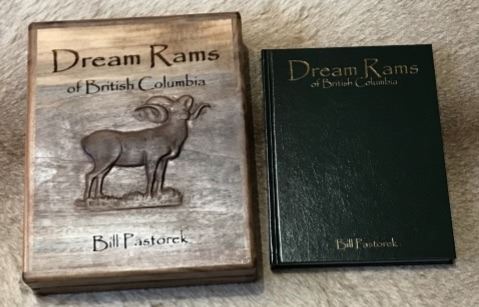 Dream Rams
of British Columbia
Bill Pastorek
Dream Rams
of British Columbia
Bill Pastorek